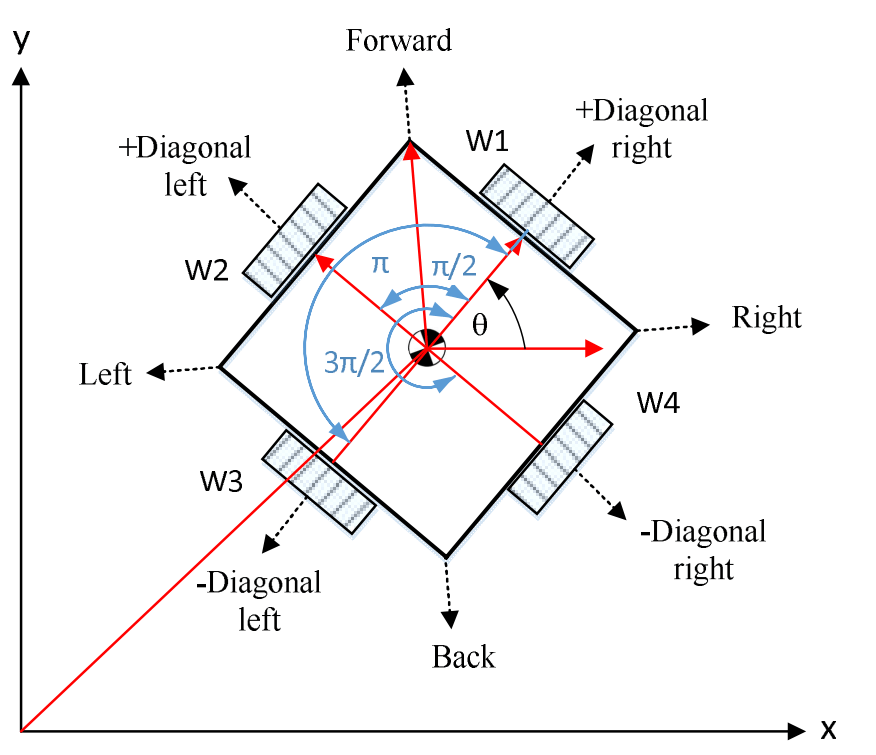 y
Forward
+Diagonal
right
W1
+Diagonal
left
W2
π
π/2
θ
Right
3π/2
Left
W4
W3
-Diagonal
right
-Diagonal
left
Back
x